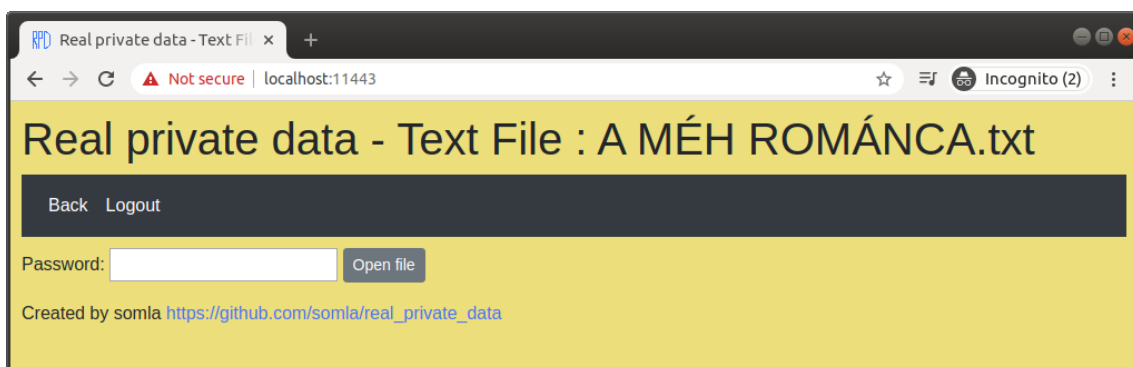 RPD Real private data - Text Fil
Not secure localhost:11443 Incognito (2)
Real private data - Text File : A MÉH ROMÁNCA.txt
Back Logout
Password: Open file
Created by somla https://github.com/somla/real_private_data